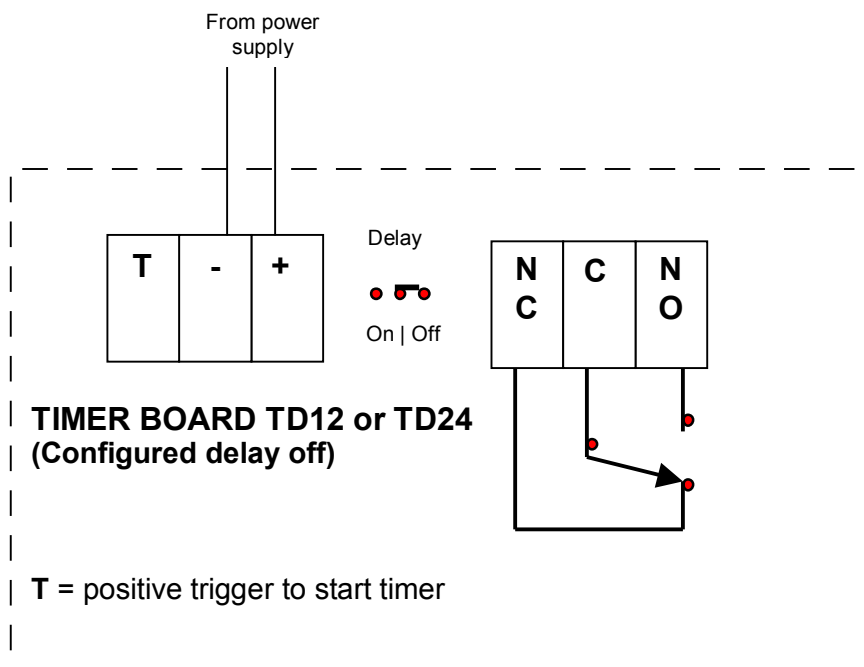 From power
supply
T
-
+
Delay
On | Off
N
C
C
N
O
TIMER BOARD TD12 or TD24
(Configured delay off)
T = positive trigger to start timer